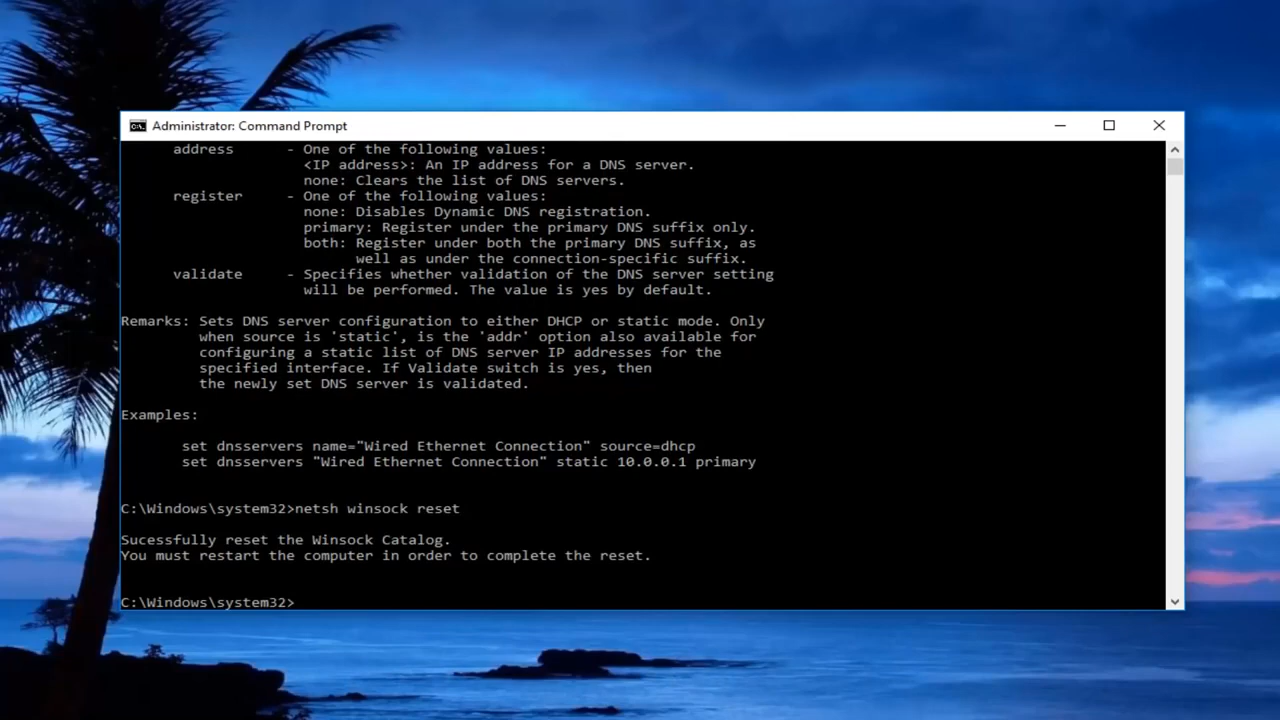 Administrator: Command Prompt
address - One of the following values:
<IP address>: An IP address for a DNS server.
none: Clears the list of DNS servers.
register - One of the following values:
none: Disables Dynamic DNS registration.
primary: Register under the primary DNS suffix only.
both: Register under both the primary DNS suffix, as
well as under the connection-specific suffix.
validate - Specifies whether validation of the DNS server setting
will be performed. The value is yes by default.
Remarks: Sets DNS server configuration to either DHCP or static mode. Only
when source is 'static', is the 'addr' option also available for
configuring a static list of DNS server IP addresses for the
specified interface. If Validate switch is yes, then
the newly set DNS server is validated.
Examples:
set dnsservers name="Wired Ethernet Connection" source=dhcp
set dnsservers "Wired Ethernet Connection" static 10.0.0.1 primary
C:\Windows\system32>netsh winsock reset
Sucessfully reset the Winsock Catalog.
You must restart the computer in order to complete the reset.
C:\Windows\system32>